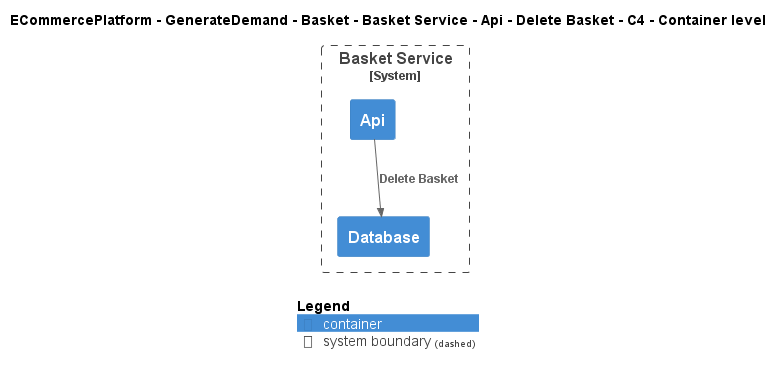 ECommercePlatform - GenerateDemand - Basket - Basket Service - Api - Delete Basket - C4 - Container level
Basket Service
[System]
Api
Delete Basket
Database
Legend
container
system boundary (dashed)